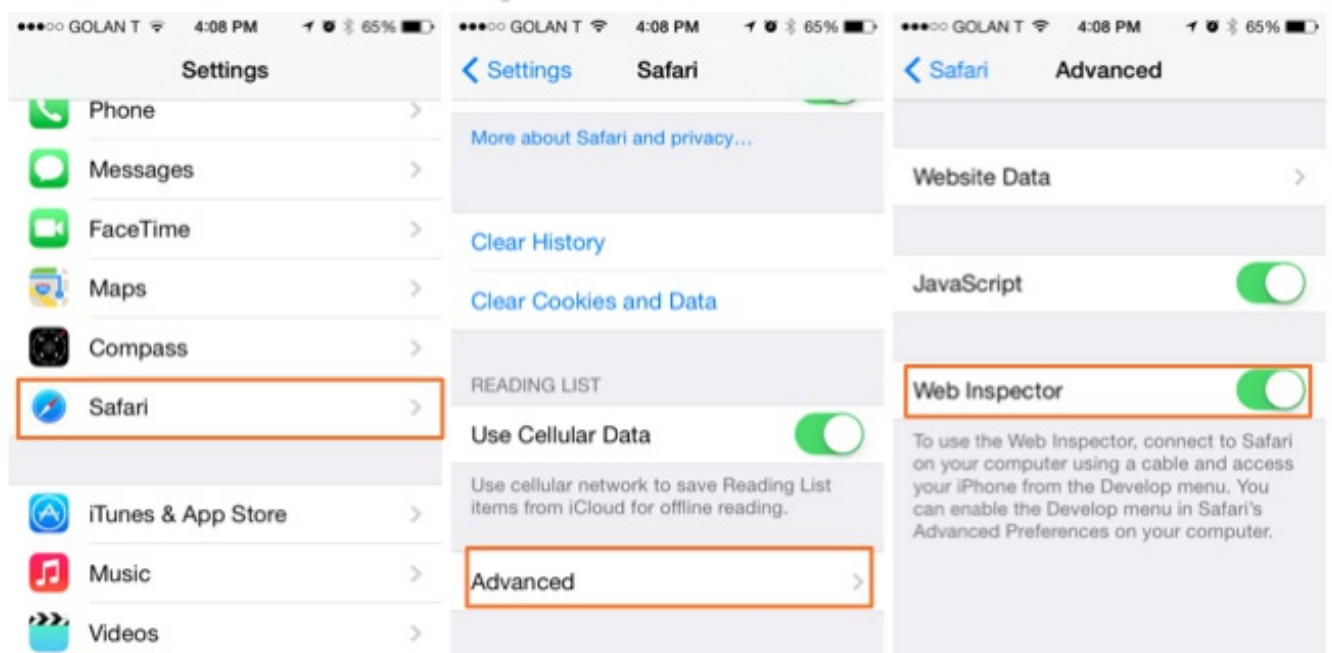 GOLAN T 4:08 PM 65%
Settings
Phone
Messages
FaceTime
Maps
Compass
Safari
iTunes & App Store
Music
Videos
GOLAN T 4:08 PM 65%
Settings Safari
More about Safari and privacy...
Clear History
Clear Cookies and Data
READING LIST
Use Cellular Data
Use cellular network to save Reading List
items from iCloud for offline reading.
Advanced
GOLAN T 4:08 PM 65%
Safari Advanced
Website Data
JavaScript
Web Inspector
To use the Web Inspector, connect to Safari
on your computer using a cable and access
your iPhone from the Develop menu. You
can enable the Develop menu in Safari's
Advanced Preferences on your computer.